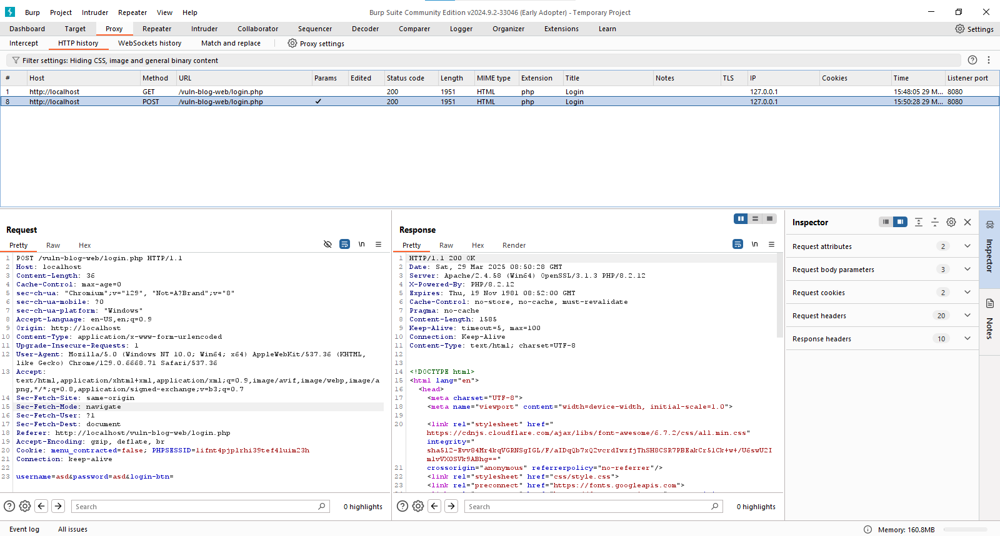 Burp Project Intruder Repeater View Help Burp Suite Community Edition v2024.9.2-33046 (Early Adopter) - Temporary Project
Dashboard Target Proxy Repeater Intruder Collaborator Sequencer Decoder Comparer Logger Organizer Extensions Learn Settings
Intercept HTTP history WebSockets history Match and replace Proxy settings
Filter settings: Hiding CSS, image and general binary content
# Host Method URL Params Edited Status code Length MIME type Extension Title Notes TLS IP Cookies Time Listener port
1 http://localhost GET /vuln-blog-web/login.php 200 1951 HTML php Login 127.0.0.1 15:48:05 29 M... 8080
8 http://localhost POST /vuln-blog-web/login.php ✓ 200 1951 HTML php Login 127.0.0.1 15:50:28 29 M... 8080
Request
Pretty Raw Hex \n
1 POST /vuln-blog-web/login.php HTTP/1.1
2 Host: localhost
3 Content-Length: 36
4 Cache-Control: max-age=0
5 sec-ch-ua: "Chromium";v="129", "Not=A?Brand";v="8"
6 sec-ch-ua-mobile: ?0
7 sec-ch-ua-platform: "Windows"
8 Accept-Language: en-US,en;q=0.9
9 Origin: http://localhost
10 Content-Type: application/x-www-form-urlencoded
11 Upgrade-Insecure-Requests: 1
12 User-Agent: Mozilla/5.0 (Windows NT 10.0; Win64; x64) AppleWebKit/537.36 (KHTML,
like Gecko) Chrome/129.0.6668.71 Safari/537.36
13 Accept:
text/html,application/xhtml+xml,application/xml;q=0.9,image/avif,image/webp,image/a
png,*/*;q=0.8,application/signed-exchange;v=b3;q=0.7
14 Sec-Fetch-Site: same-origin
15 Sec-Fetch-Mode: navigate
16 Sec-Fetch-User: ?1
17 Sec-Fetch-Dest: document
18 Referer: http://localhost/vuln-blog-web/login.php
19 Accept-Encoding: gzip, deflate, br
20 Cookie: menu_contracted=false; PHPSESSID=lifnt4pjplrhi39tef4luim23h
21 Connection: keep-alive
22
23 username=asd&password=asd&login-btn=
Search 0 highlights
Response
Pretty Raw Hex Render \n
1 HTTP/1.1 200 OK
2 Date: Sat, 29 Mar 2025 08:50:28 GMT
3 Server: Apache/2.4.58 (Win64) OpenSSL/3.1.3 PHP/8.2.12
4 X-Powered-By: PHP/8.2.12
5 Expires: Thu, 19 Nov 1981 08:52:00 GMT
6 Cache-Control: no-store, no-cache, must-revalidate
7 Pragma: no-cache
8 Content-Length: 1585
9 Keep-Alive: timeout=5, max=100
10 Connection: Keep-Alive
11 Content-Type: text/html; charset=UTF-8
12
13
14 <!DOCTYPE html>
15 <html lang="en">
16 <head>
17 <meta charset="UTF-8">
18 <meta name="viewport" content="width=device-width, initial-scale=1.0">
19
20 <link rel="stylesheet" href="
https://cdnjs.cloudflare.com/ajax/libs/font-awesome/6.7.2/css/all.min.css"
integrity="
sha512-Evv84Mr4kqVGRNSgIGL/F/aIDqQb7xQ2vcrdIwxfjThSH8CSR7PBEakCr51Ck+w+/U6swU2I
m1vVX0SVk9ABhg=="
21 crossorigin="anonymous" referrerpolicy="no-referrer"/>
22 <link rel="stylesheet" href="css/style.css">
23 <link rel="preconnect" href="https://fonts.googleapis.com">
Search 0 highlights
Inspector
Request attributes 2
Request body parameters 3
Request cookies 2
Request headers 20
Response headers 10
Inspector
Notes
Event log All issues Memory: 160.8MB